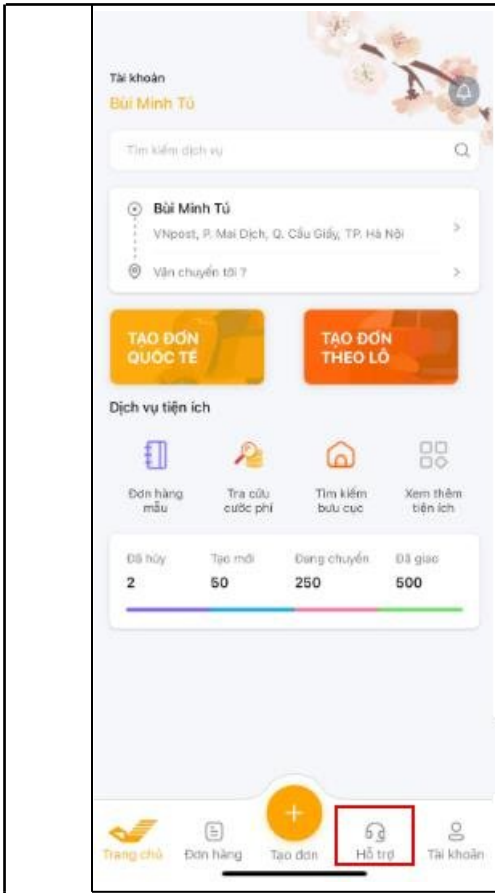 Tài khoản
Bùi Minh Tú
Tìm kiếm dịch vụ
Bùi Minh Tú
VNpost, P. Mai Dịch, Q. Cầu Giấy, TP. Hà Nội
Vận chuyển tới ?
TẠO ĐƠN QUỐC TẾ
TẠO ĐƠN THEO LÔ
Dịch vụ tiện ích
Đơn hàng mẫu
Tra cứu cước phí
Tìm kiếm bưu cục
Xem thêm tiện ích
Đã hủy
Tạo mới
Đang chuyển
Đã giao
2
50
250
500
Trang chủ
Đơn hàng
Tạo đơn
Hỗ trợ
Tài khoản